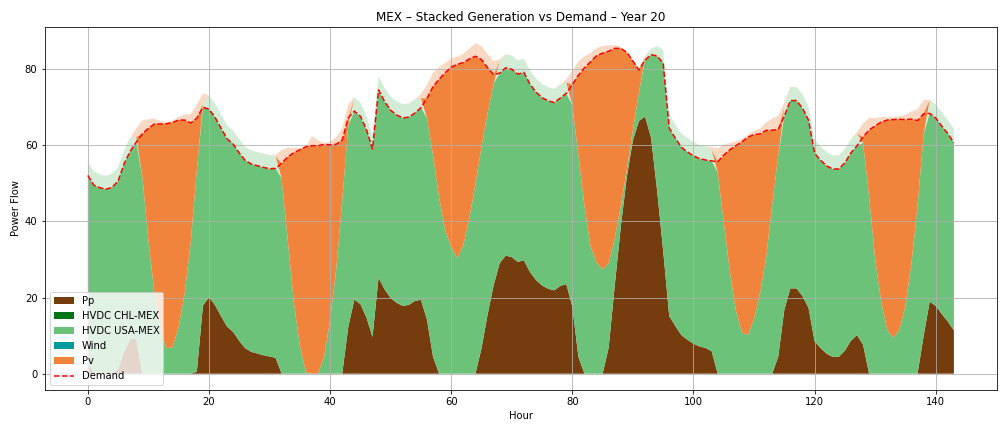 MEX – Stacked Generation vs Demand – Year 20
Power Flow
80
60
40
20
0
Pp
HVDC CHL-MEX
HVDC USA-MEX
Wind
Pv
Demand
0 20 40 60 80 100 120 140
Hour